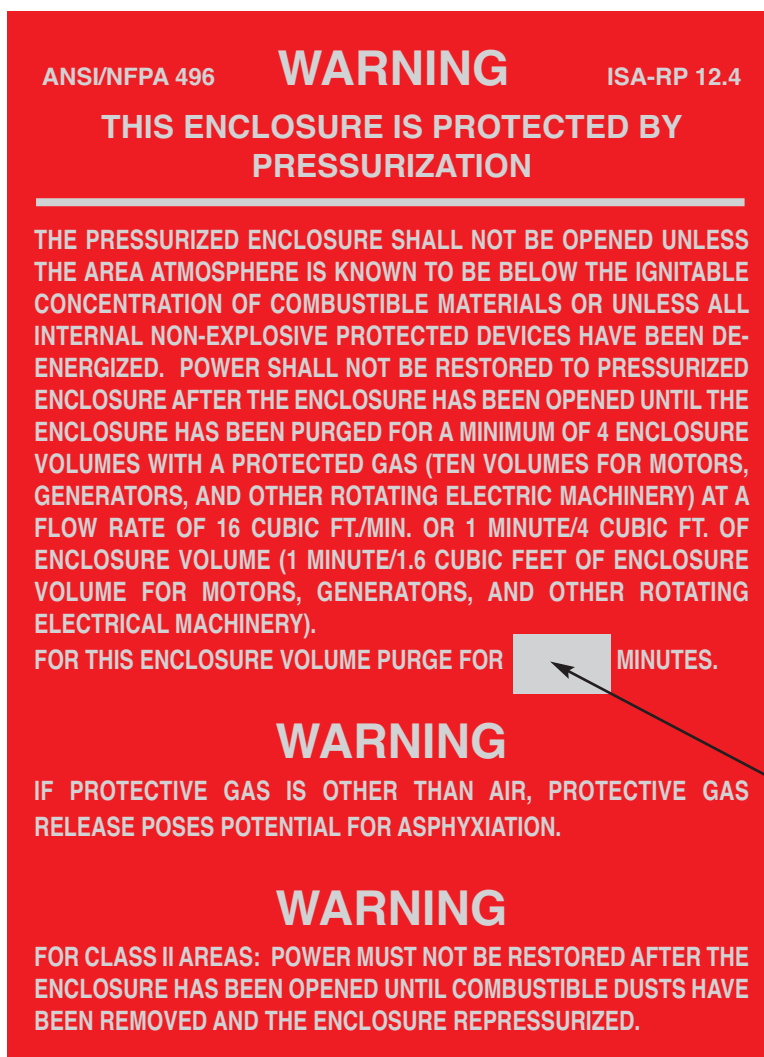 ANSI/NFPA 496 WARNING ISA-RP 12.4
THIS ENCLOSURE IS PROTECTED BY
PRESSURIZATION
THE PRESSURIZED ENCLOSURE SHALL NOT BE OPENED UNLESS
THE AREA ATMOSPHERE IS KNOWN TO BE BELOW THE IGNITABLE
CONCENTRATION OF COMBUSTIBLE MATERIALS OR UNLESS ALL
INTERNAL NON-EXPLOSIVE PROTECTED DEVICES HAVE BEEN DE-
ENERGIZED. POWER SHALL NOT BE RESTORED TO PRESSURIZED
ENCLOSURE AFTER THE ENCLOSURE HAS BEEN OPENED UNTIL THE
ENCLOSURE HAS BEEN PURGED FOR A MINIMUM OF 4 ENCLOSURE
VOLUMES WITH A PROTECTED GAS (TEN VOLUMES FOR MOTORS,
GENERATORS, AND OTHER ROTATING ELECTRIC MACHINERY) AT A
FLOW RATE OF 16 CUBIC FT./MIN. OR 1 MINUTE/4 CUBIC FT. OF
ENCLOSURE VOLUME (1 MINUTE/1.6 CUBIC FEET OF ENCLOSURE
VOLUME FOR MOTORS, GENERATORS, AND OTHER ROTATING
ELECTRICAL MACHINERY).
FOR THIS ENCLOSURE VOLUME PURGE FOR MINUTES.
WARNING
IF PROTECTIVE GAS IS OTHER THAN AIR, PROTECTIVE GAS
RELEASE POSES POTENTIAL FOR ASPHYXIATION.
WARNING
FOR CLASS II AREAS: POWER MUST NOT BE RESTORED AFTER THE
ENCLOSURE HAS BEEN OPENED UNTIL COMBUSTIBLE DUSTS HAVE
BEEN REMOVED AND THE ENCLOSURE REPRESSURIZED.